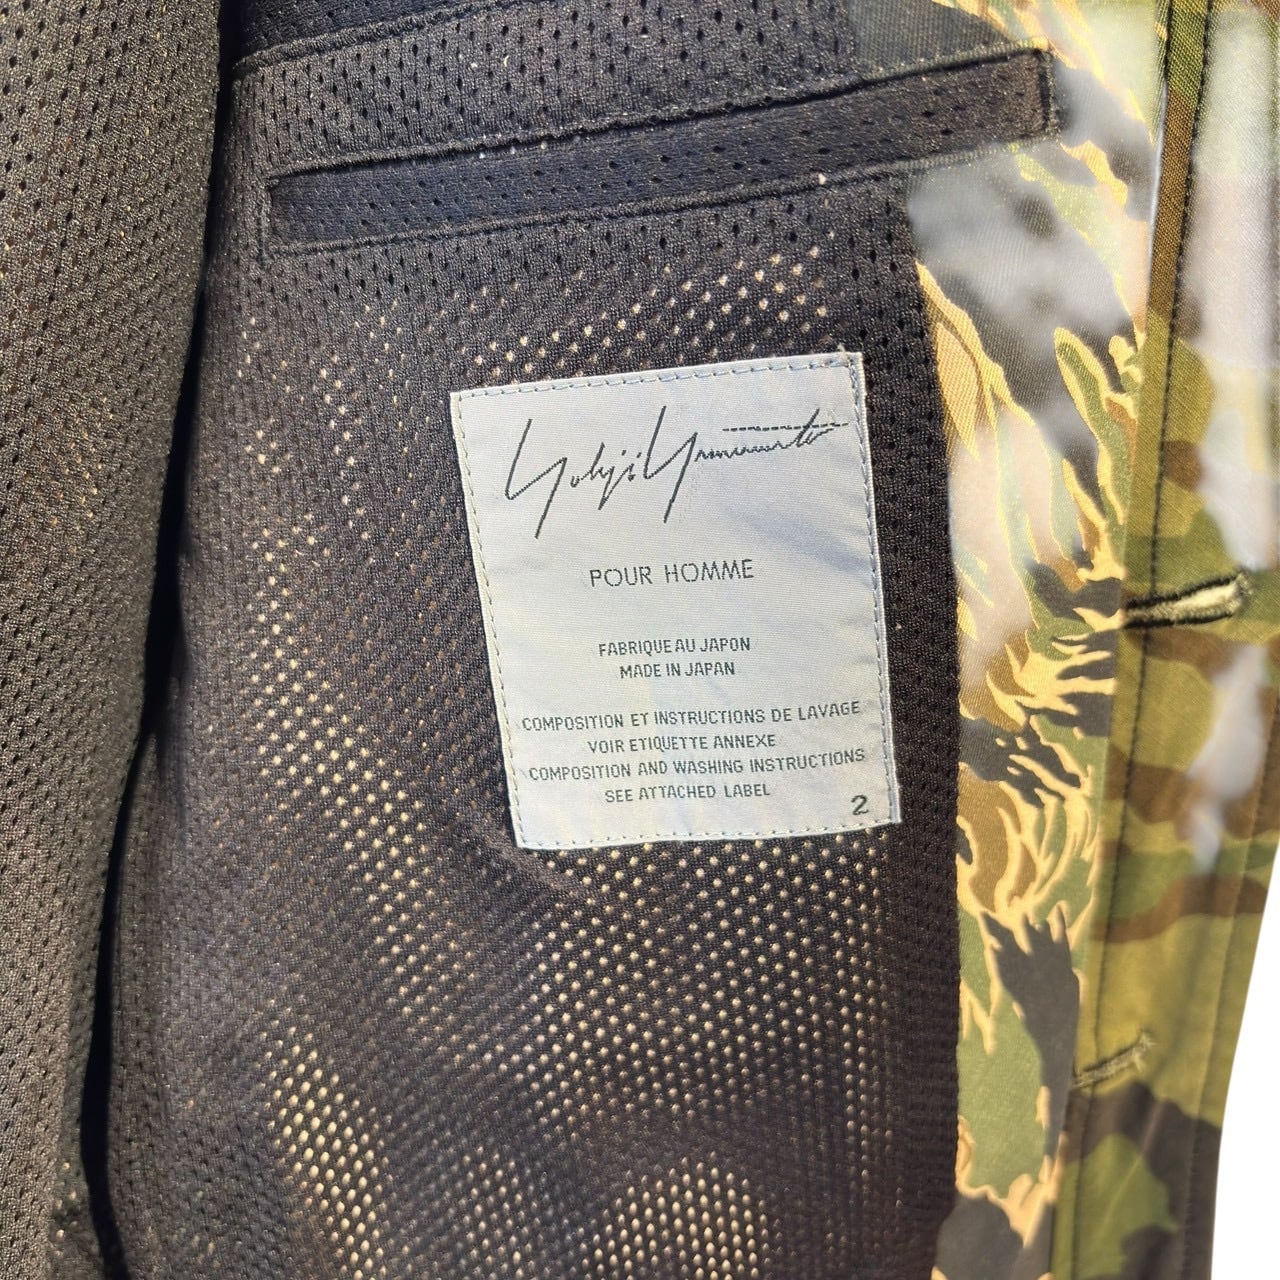 Yohji Yamamoto
POUR HOMME
FABRIQUE AU JAPON
MADE IN JAPAN
COMPOSITION ET INSTRUCTIONS DE LAVAGE
VOIR ETIQUETTE ANNEXE
COMPOSITION AND WASHING INSTRUCTIONS
SEE ATTACHED LABEL
2